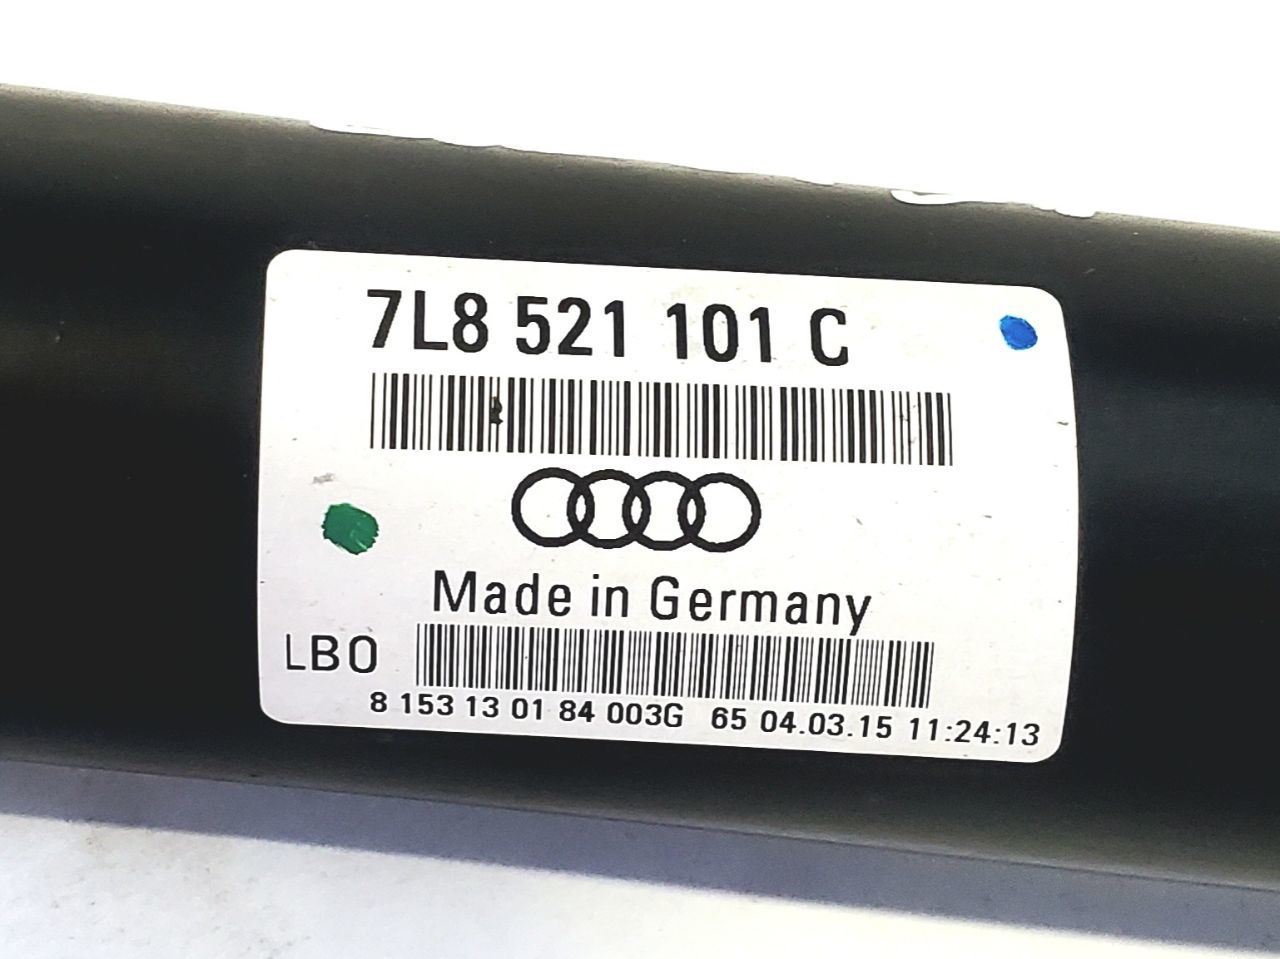 7L8 521 101 C
Made in Germany
LBO
8 153 13 01 84 003G 65 04.03.15 11:24:13